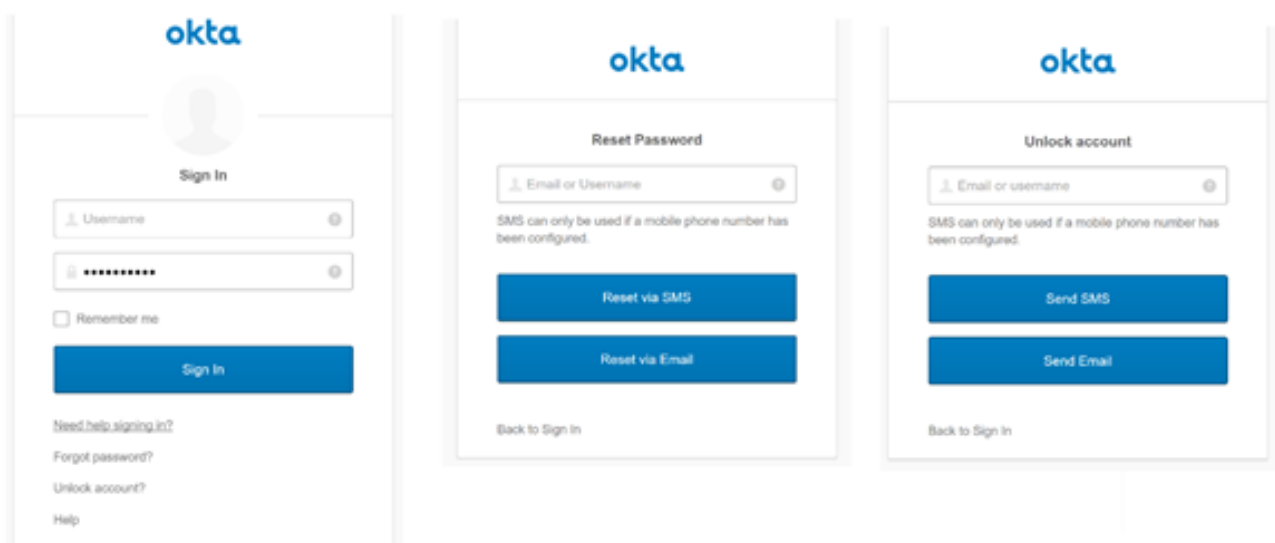 okta
Sign In
Username
Remember me
Sign In
Need help signing in?
Forgot password?
Unlock account?
Help
okta
Reset Password
Email or Username
SMS can only be used if a mobile phone number has
been configured.
Reset via SMS
Reset via Email
Back to Sign In
okta
Unlock account
Email or username
SMS can only be used if a mobile phone number has
been configured.
Send SMS
Send Email
Back to Sign In